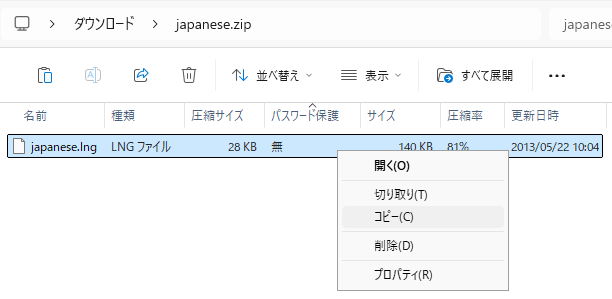 ダウンロード > japanese.zip japanese
並べ替え 表示 すべて展開 ...
名前 種類 圧縮サイズ パスワード保護 サイズ 圧縮率 更新日時
japanese.lng LNG ファイル 28 KB 無 140 KB 81% 2013/05/22 10:04
開く(O)
切り取り(T)
コピー(C)
削除(D)
プロパティ(R)